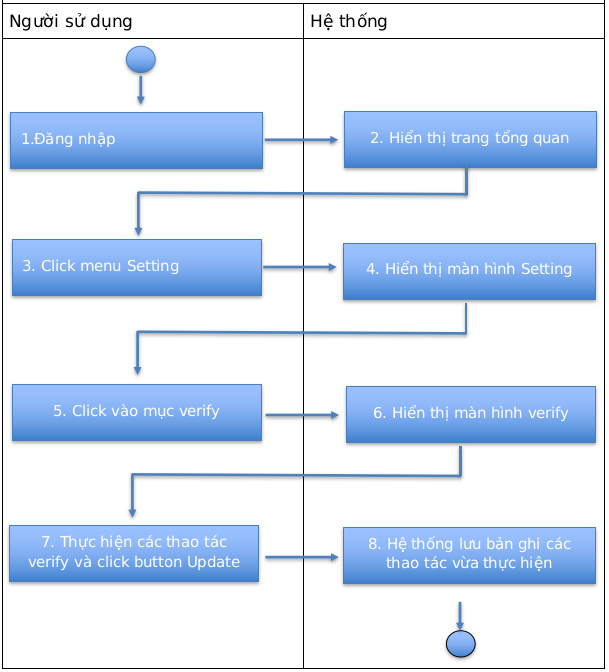 Người sử dụng
Hệ thống
1.Đăng nhập
2. Hiển thị trang tổng quan
3. Click menu Setting
4. Hiển thị màn hình Setting
5. Click vào mục verify
6. Hiển thị màn hình verify
7. Thực hiện các thao tác
verify và click button Update
8. Hệ thống lưu bản ghi các
thao tác vừa thực hiện